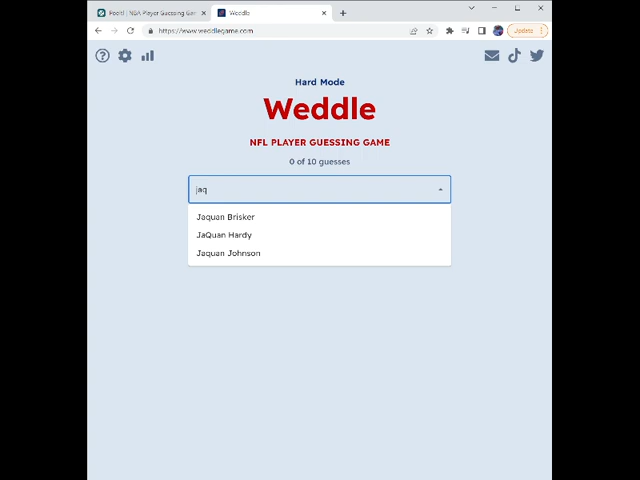 Poeltl | NBA Player Guessing Gam
Weddle
https://www.weddlegame.com
Update
Hard Mode
Weddle
NFL PLAYER GUESSING GAME
0 of 10 guesses
jaq
Jaquan Brisker
JaQuan Hardy
Jaquan Johnson